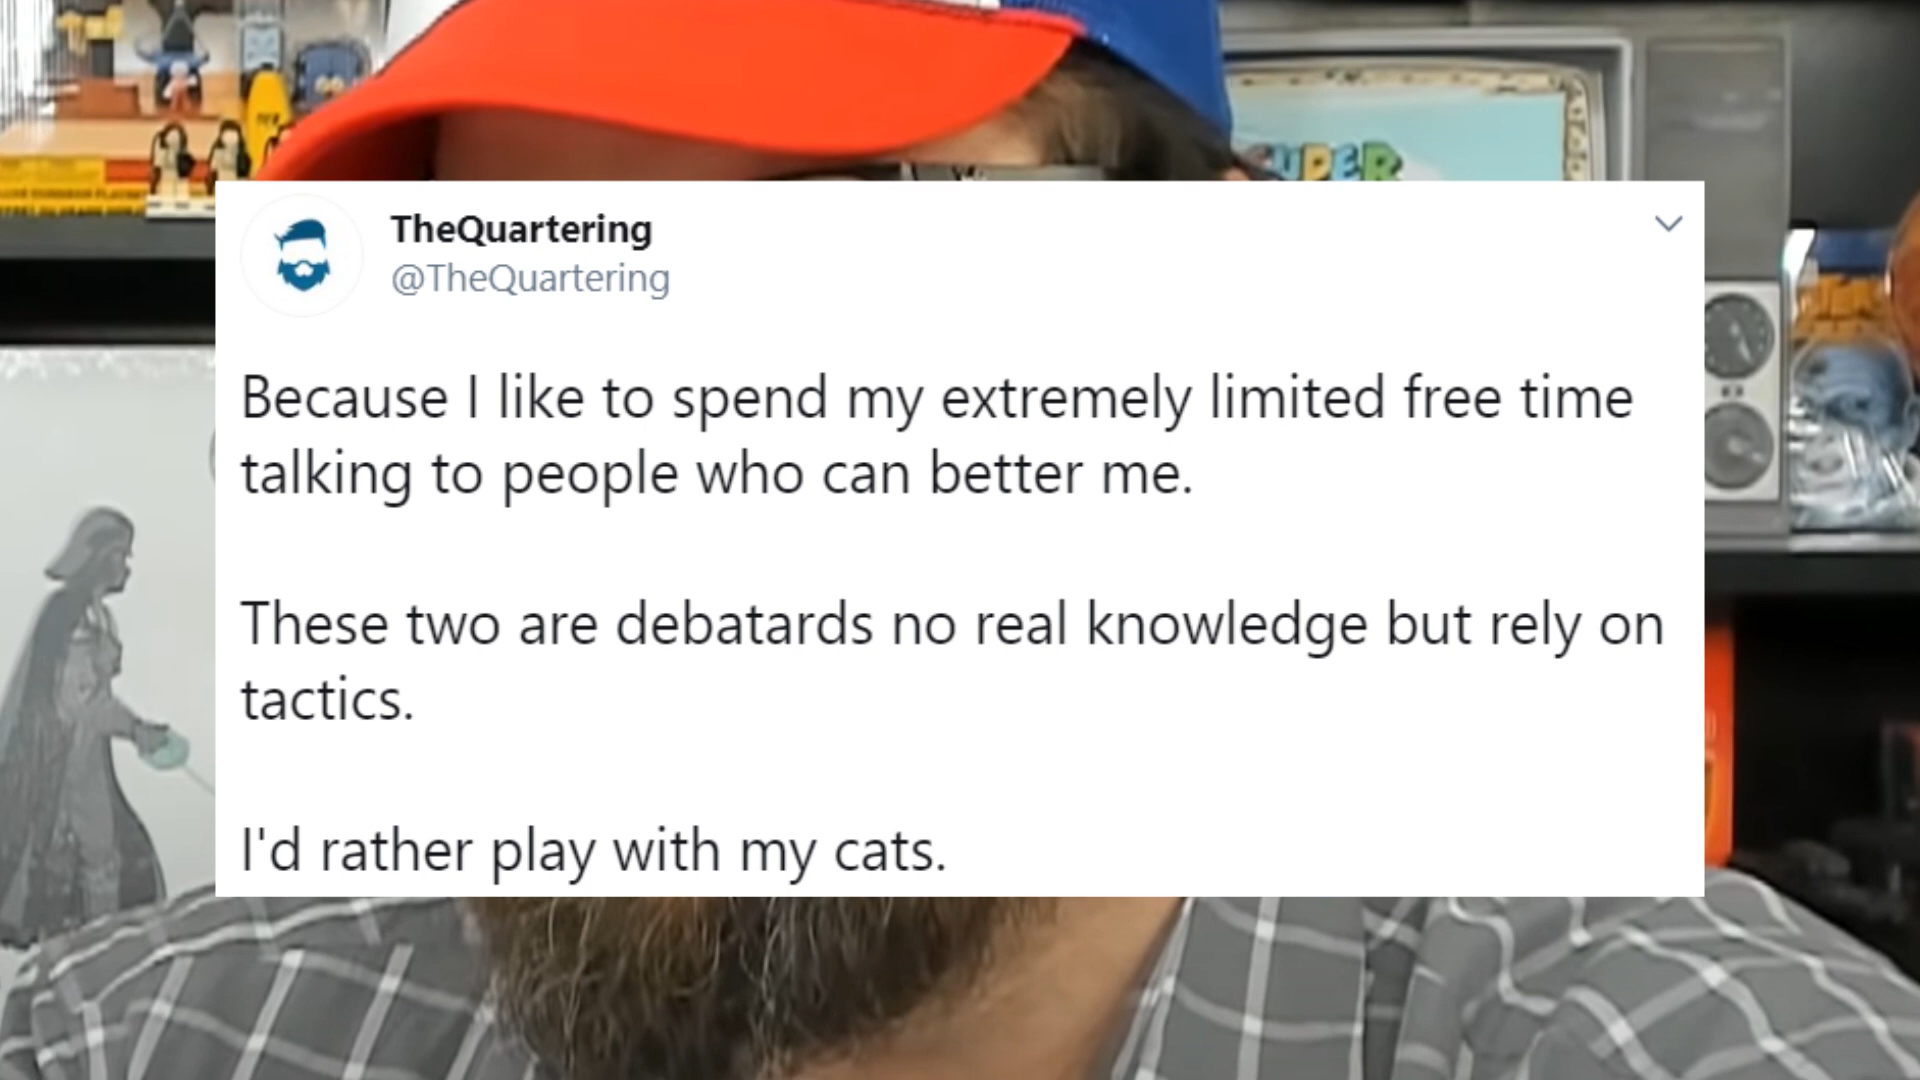 SUPER
TheQuartering
@TheQuartering
Because I like to spend my extremely limited free time
talking to people who can better me.
These two are debatards no real knowledge but rely on
tactics.
I'd rather play with my cats.